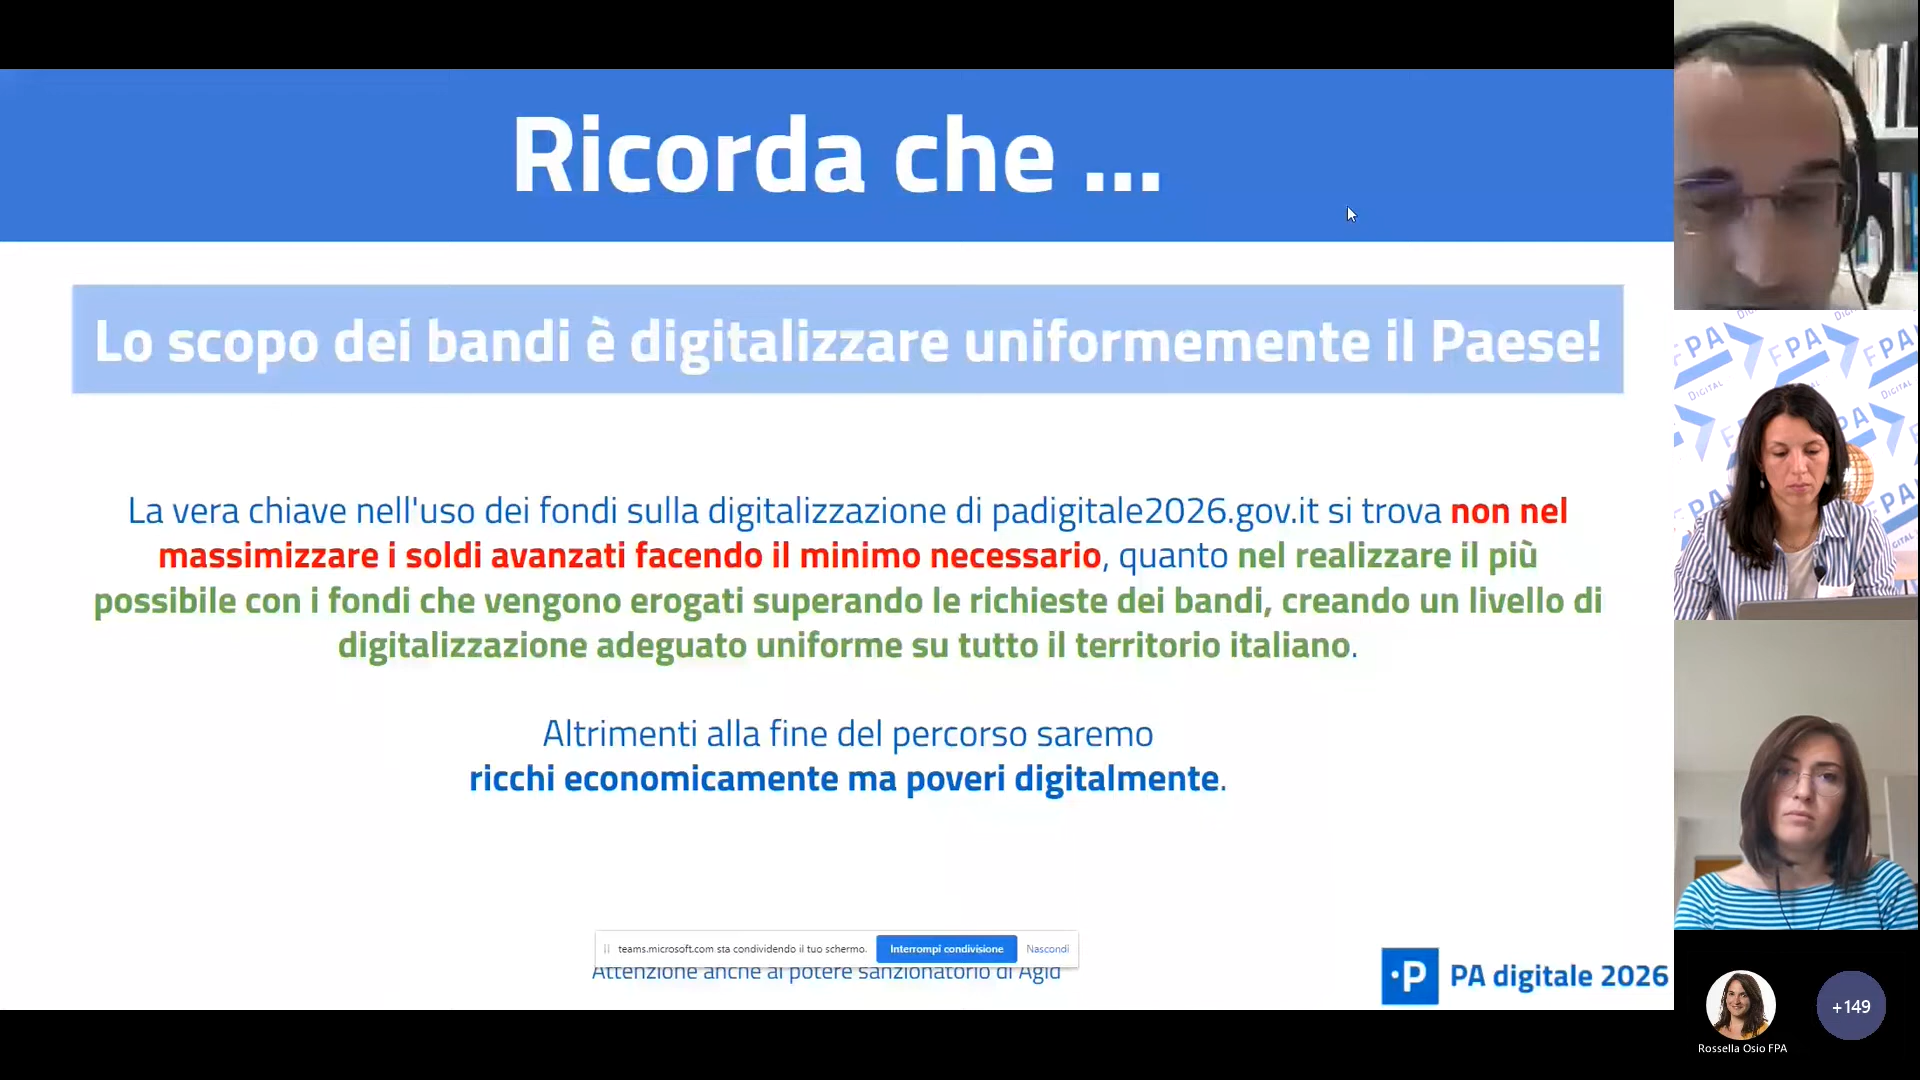 Ricorda che ...
Lo scopo dei bandi è digitalizzare uniformemente il Paese!
La vera chiave nell'uso dei fondi sulla digitalizzazione di padigitale2026.gov.it si trova non nel
massimizzare i soldi avanzati facendo il minimo necessario, quanto nel realizzare il più
possibile con i fondi che vengono erogati superando le richieste dei bandi, creando un livello di
digitalizzazione adeguato uniforme su tutto il territorio italiano.
Altrimenti alla fine del percorso saremo
ricchi economicamente ma poveri digitalmente.
teams.microsoft.com sta condividendo il tuo schermo.
Interrompi condivisione
Nascondi
Attenzione anche al potere sanzionatorio di Agid
·P PA digitale 2026
FPA
DIGITAL
FPA
FPA
DIGITAL
+149
Rossella Osio FPA